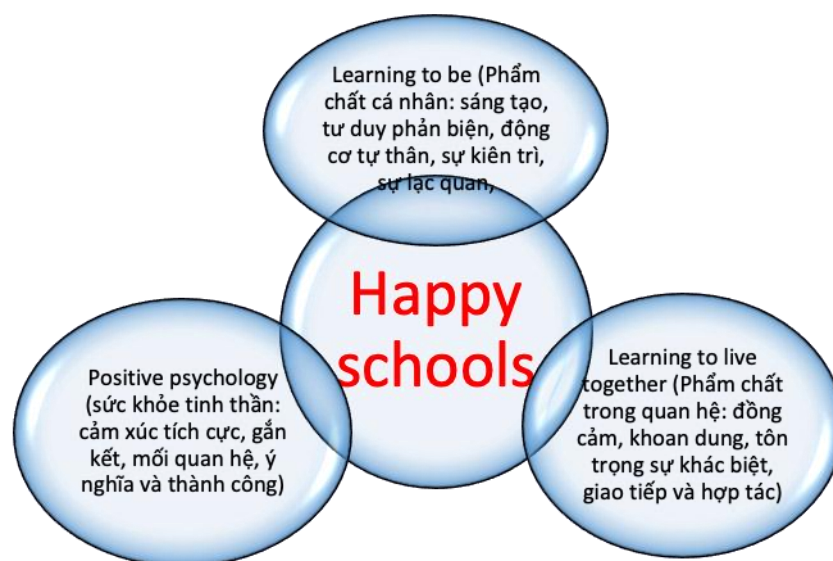 Learning to be (Phẩm
chất cá nhân: sáng tạo,
tư duy phản biện, động
cơ tự thân, sự kiên trì,
sự lạc quan,
Happy
schools
Positive psychology
(sức khỏe tinh thần:
cảm xúc tích cực, gắn
kết, mối quan hệ, ý
nghĩa và thành công)
Learning to live
together (Phẩm chất
trong quan hệ: đồng
cảm, khoan dung, tôn
trọng sự khác biệt,
giao tiếp và hợp tác)